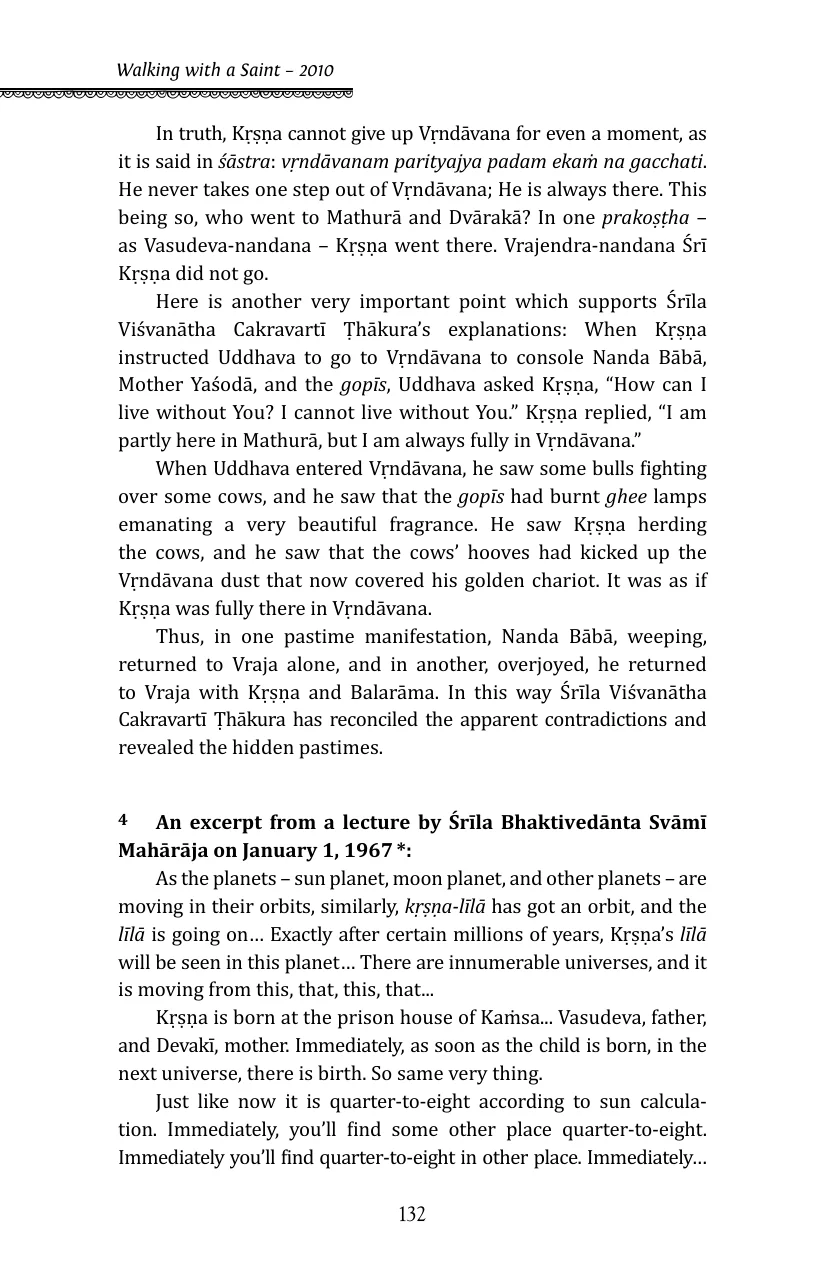 Walking with a Saint – 2010
In truth, Kṛṣṇa cannot give up Vṛndāvana for even a moment, as
it is said in śāstra: vṛndāvanam parityajya padam ekaṁ na gacchati.
He never takes one step out of Vṛndāvana; He is always there. This
being so, who went to Mathurā and Dvārakā? In one prakoṣṭha –
as Vasudeva-nandana – Kṛṣṇa went there. Vrajendra-nandana Śrī
Kṛṣṇa did not go.
Here is another very important point which supports Śrīla
Viśvanātha Cakravartī Ṭhākura’s explanations: When Kṛṣṇa
instructed Uddhava to go to Vṛndāvana to console Nanda Bābā,
Mother Yaśodā, and the gopīs, Uddhava asked Kṛṣṇa, “How can I
live without You? I cannot live without You.” Kṛṣṇa replied, “I am
partly here in Mathurā, but I am always fully in Vṛndāvana.”
When Uddhava entered Vṛndāvana, he saw some bulls fighting
over some cows, and he saw that the gopīs had burnt ghee lamps
emanating a very beautiful fragrance. He saw Kṛṣṇa herding
the cows, and he saw that the cows’ hooves had kicked up the
Vṛndāvana dust that now covered his golden chariot. It was as if
Kṛṣṇa was fully there in Vṛndāvana.
Thus, in one pastime manifestation, Nanda Bābā, weeping,
returned to Vraja alone, and in another, overjoyed, he returned
to Vraja with Kṛṣṇa and Balarāma. In this way Śrīla Viśvanātha
Cakravartī Ṭhākura has reconciled the apparent contradictions and
revealed the hidden pastimes.
4 An excerpt from a lecture by Śrīla Bhaktivedānta Svāmī
Mahārāja on January 1, 1967 *:
As the planets – sun planet, moon planet, and other planets – are
moving in their orbits, similarly, kṛṣṇa-līlā has got an orbit, and the
līlā is going on… Exactly after certain millions of years, Kṛṣṇa’s līlā
will be seen in this planet… There are innumerable universes, and it
is moving from this, that, this, that...
Kṛṣṇa is born at the prison house of Kaṁsa... Vasudeva, father,
and Devakī, mother. Immediately, as soon as the child is born, in the
next universe, there is birth. So same very thing.
Just like now it is quarter-to-eight according to sun calcula-
tion. Immediately, you’ll find some other place quarter-to-eight.
Immediately you’ll find quarter-to-eight in other place. Immediately…
132